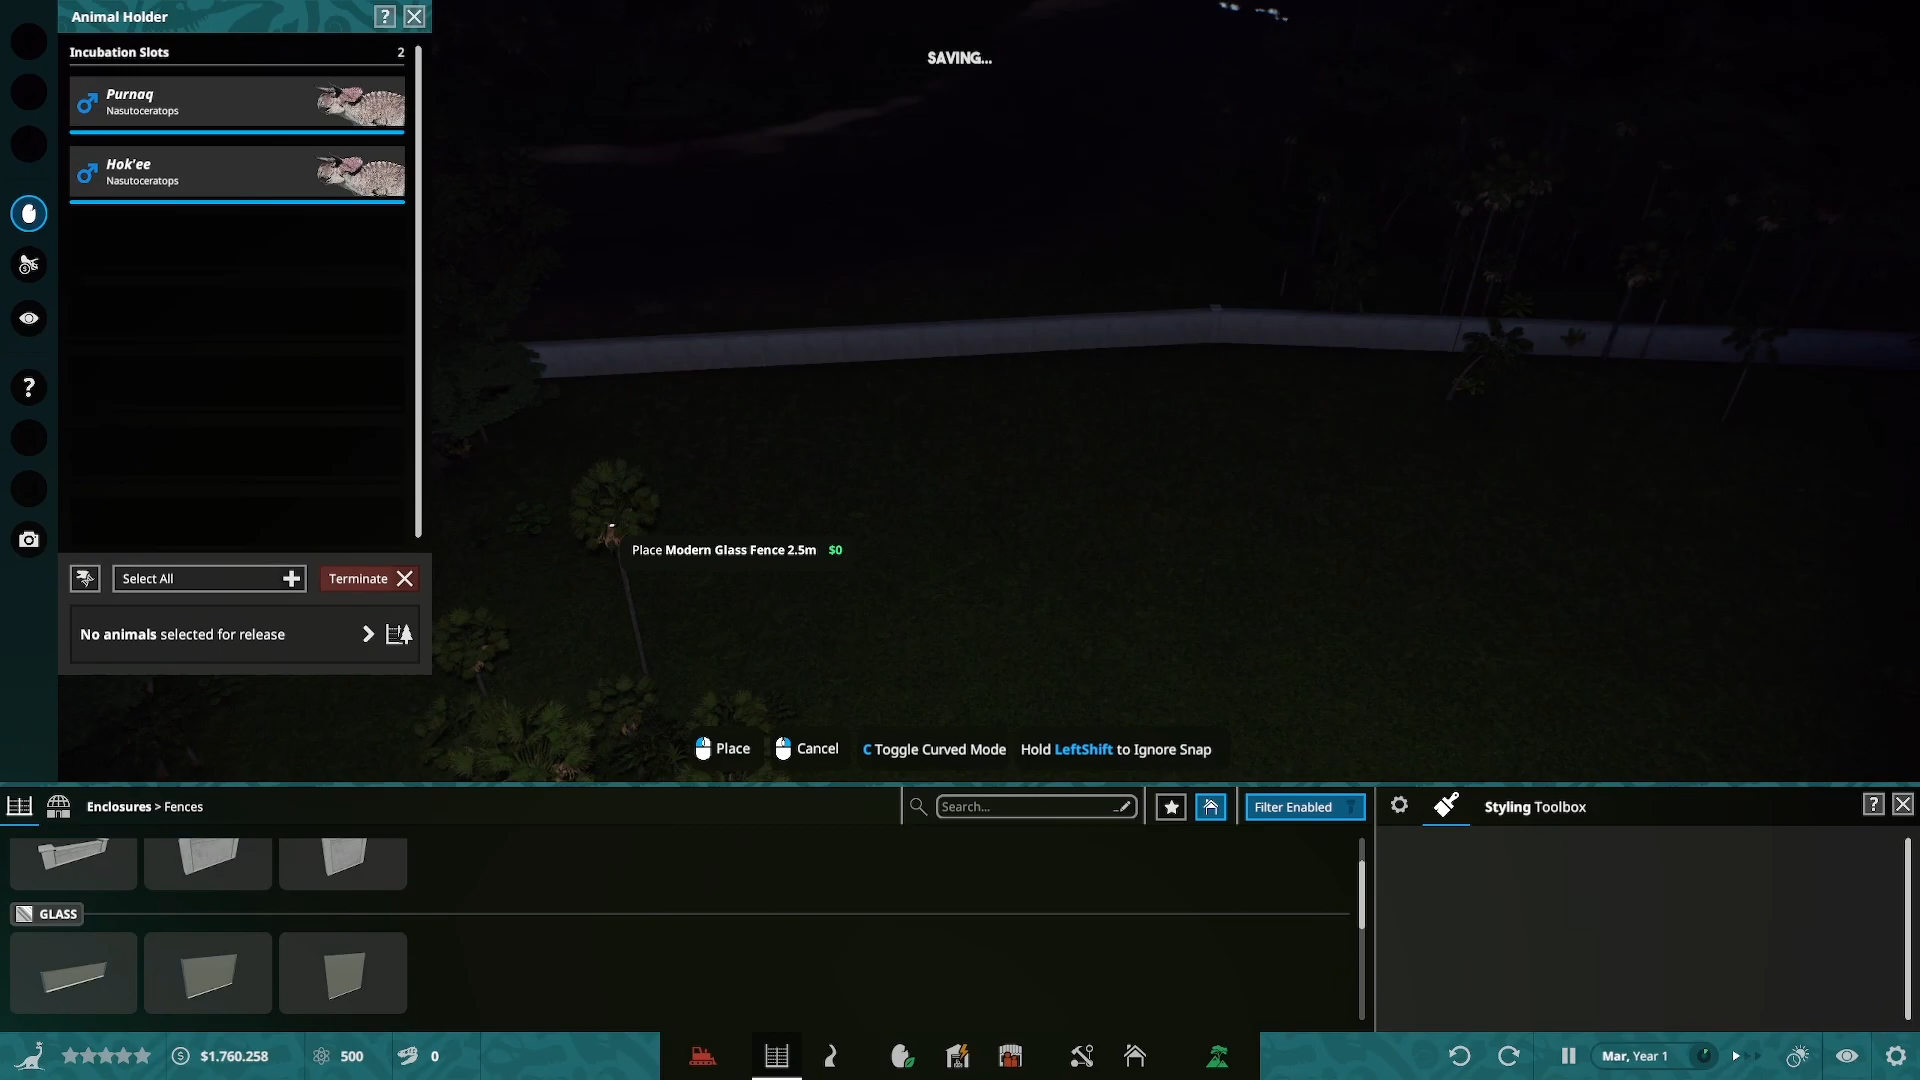 Animal Holder
?
Incubation Slots 2
Purnaq
Nasutoceratops
Hok'ee
Nasutoceratops
SAVING...
?
Place Modern Glass Fence 2.5m $0
Select All
Terminate
No animals selected for release
Place Cancel C Toggle Curved Mode Hold LeftShift to Ignore Snap
Enclosures > Fences
Search...
Filter Enabled
Styling Toolbox
?
GLASS
$1.760.258
500
0
Mar, Year 1